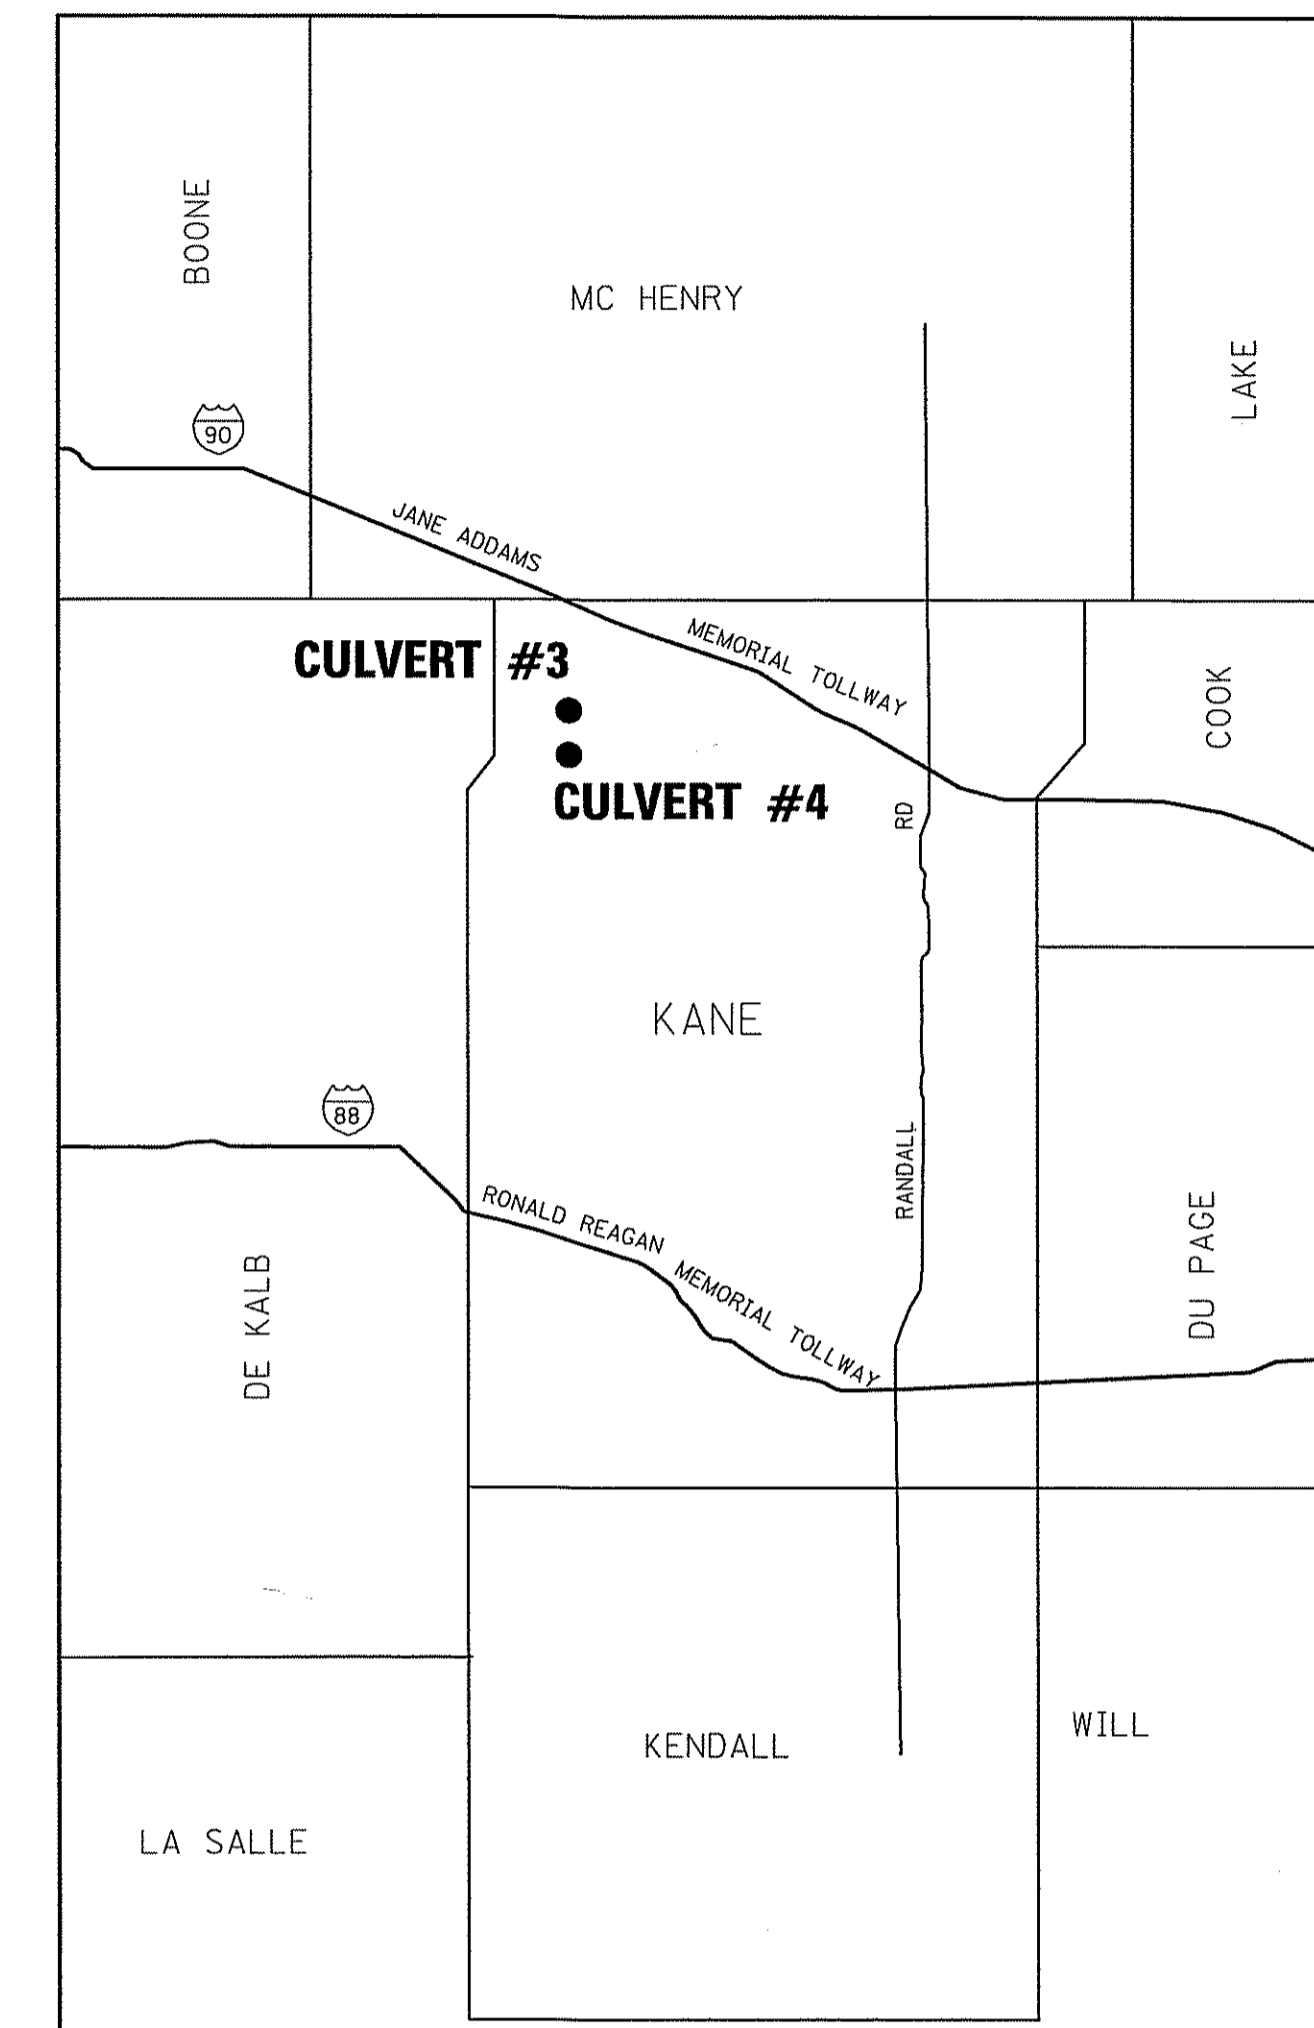 BOONE
MC HENRY
LAKE
90
JANE ADDAMS
MEMORIAL TOLLWAY
CULVERT #3
COOK
CULVERT #4
RD
KANE
88
RANDALL
RONALD REAGAN
MEMORIAL TOLLWAY
DE KALB
DU PAGE
WILL
KENDALL
LA SALLE